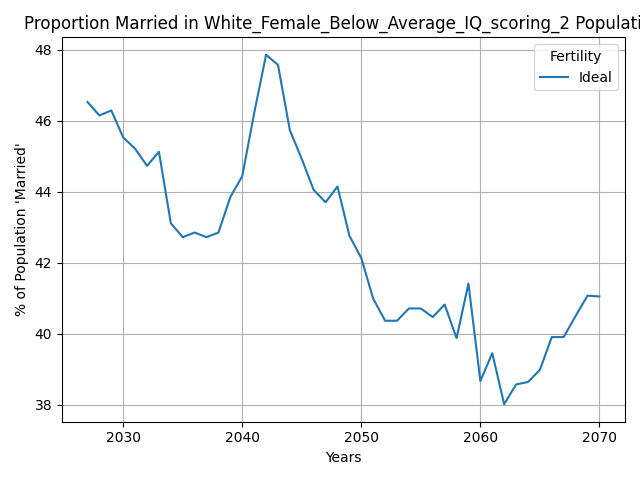 Proportion Married in White_Female_Below_Average_IQ_scoring_2 Populati
Fertility
Ideal
% of Population 'Married'
48
46
44
42
40
38
2030 2040 2050 2060 2070
Years